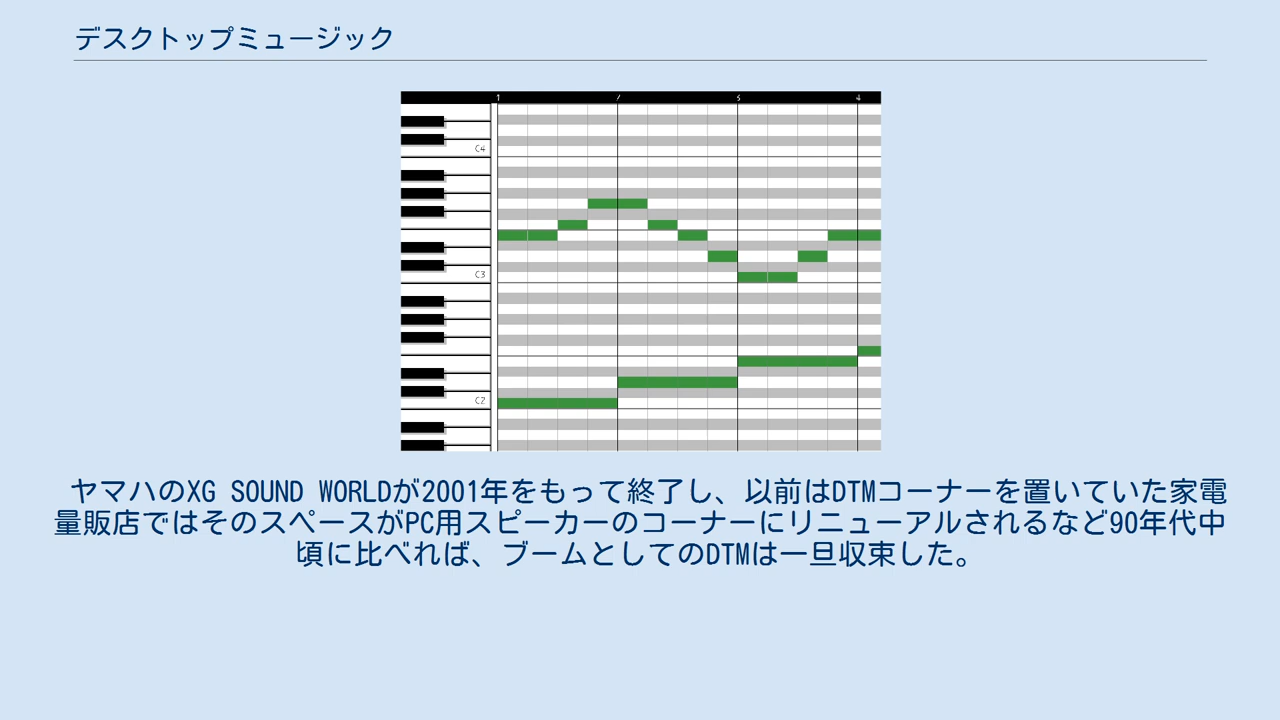 デスクトップミュージック
1 2 3 4
C4
C3
C2
ヤマハのXG SOUND WORLDが2001年をもって終了し、以前はDTMコーナーを置いていた家電
量販店ではそのスペースがPC用スピーカーのコーナーにリニューアルされるなど90年代中
頃に比べれば、ブームとしてのDTMは一旦収束した。